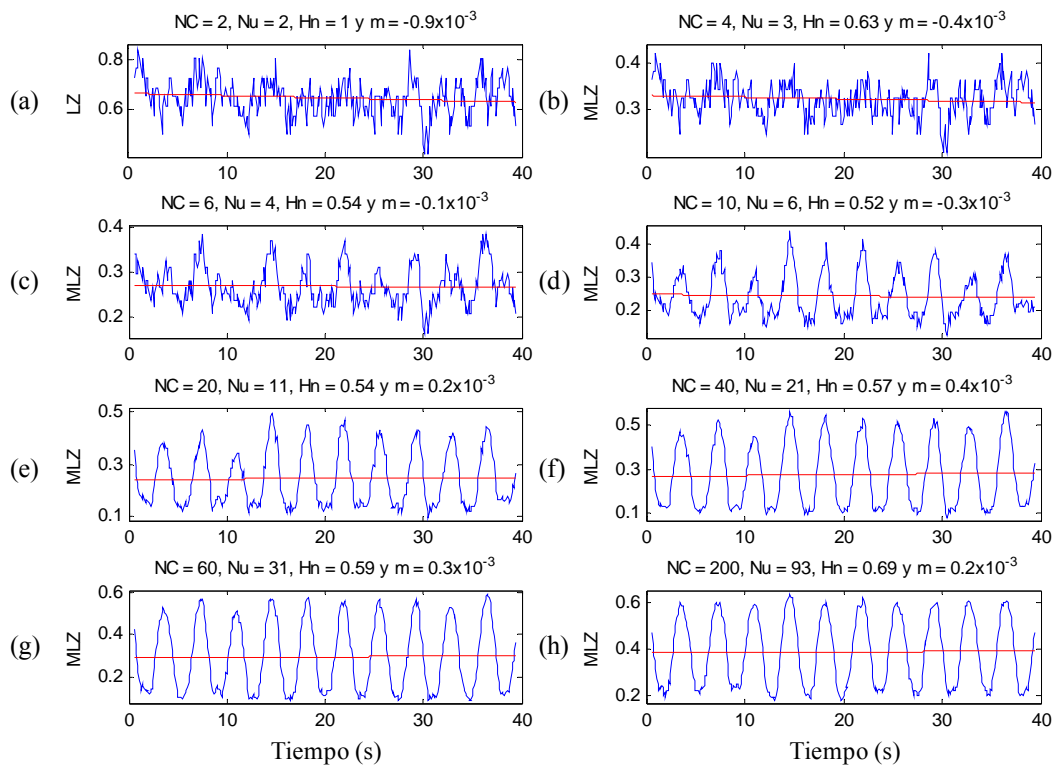 NC = 2, Nu = 2, Hn = 1 y m = -0.9x10⁻³
(a)
LZ
0.8
0.6
0 10 20 30 40
NC = 4, Nu = 3, Hn = 0.63 y m = -0.4x10⁻³
(b)
MLZ
0.4
0.3
0 10 20 30 40
NC = 6, Nu = 4, Hn = 0.54 y m = -0.1x10⁻³
(c)
MLZ
0.4
0.3
0.2
0 10 20 30 40
NC = 10, Nu = 6, Hn = 0.52 y m = -0.3x10⁻³
(d)
MLZ
0.4
0.3
0.2
0 10 20 30 40
NC = 20, Nu = 11, Hn = 0.54 y m = 0.2x10⁻³
(e)
MLZ
0.5
0.3
0.1
0 10 20 30 40
NC = 40, Nu = 21, Hn = 0.57 y m = 0.4x10⁻³
(f)
MLZ
0.5
0.3
0.1
0 10 20 30 40
NC = 60, Nu = 31, Hn = 0.59 y m = 0.3x10⁻³
(g)
MLZ
0.6
0.4
0.2
0 10 20 30 40
Tiempo (s)
NC = 200, Nu = 93, Hn = 0.69 y m = 0.2x10⁻³
(h)
MLZ
0.6
0.4
0.2
0 10 20 30 40
Tiempo (s)